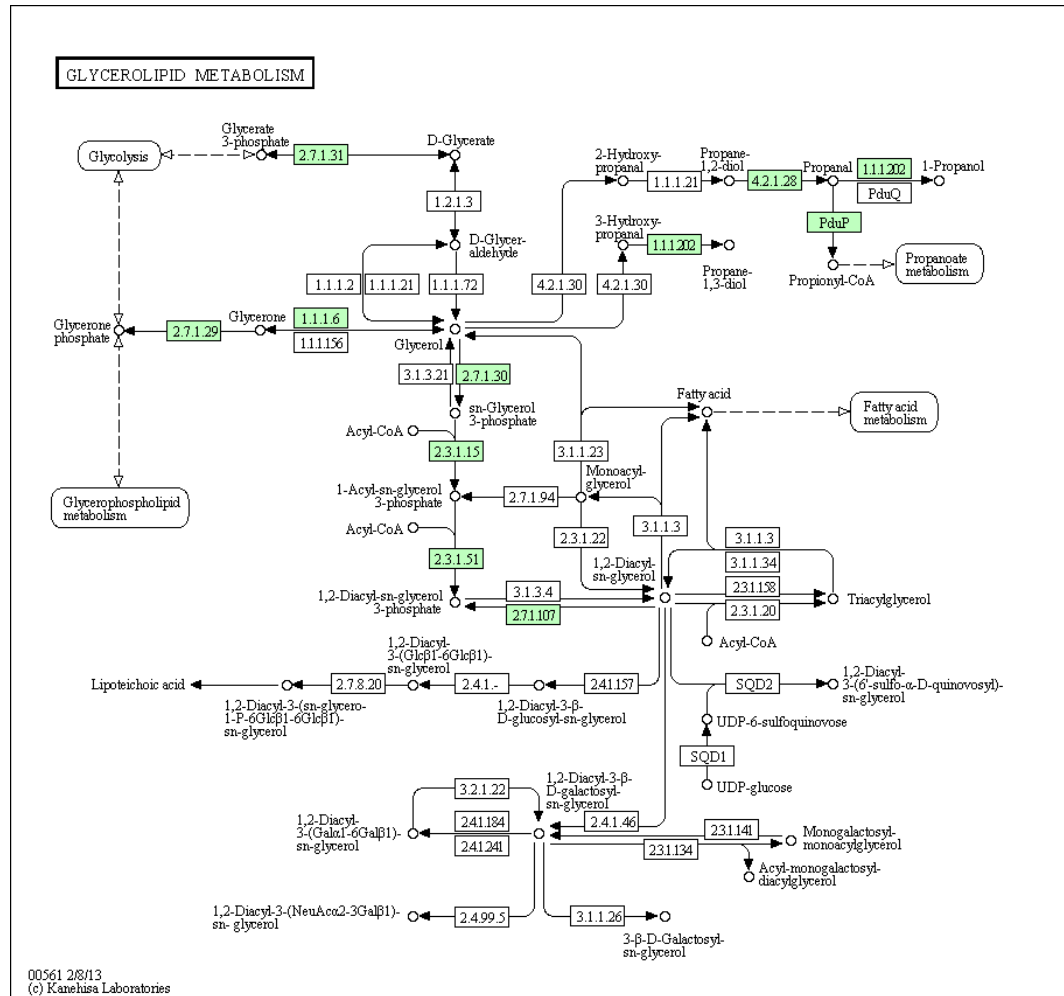 GLYCEROLIPID METABOLISM
Glycolysis
Glycerate
3-phosphate
2.7.1.31
D-Glycerate
1.2.1.3
D-Glycer-
aldehyde
1.1.1.2
1.1.1.21
1.1.1.72
2-Hydroxy-
propanal
1.1.1.21
Propane-
1,2-diol
4.2.1.28
Propanal
1.1.1.202
PduQ
1-Propanol
PduP
Propionyl-CoA
Propanoate
metabolism
3-Hydroxy-
propanal
1.1.1.202
Propane-
1,3-diol
4.2.1.30
4.2.1.30
Glycerone
phosphate
2.7.1.29
Glycerone
1.1.1.6
1.1.1.156
Glycerol
3.1.3.21
2.7.1.30
sn-Glycerol
3-phosphate
Acyl-CoA
2.3.1.15
1-Acyl-sn-glycerol
3-phosphate
2.7.1.94
Monoacyl-
glycerol
3.1.1.23
Fatty acid
Fatty acid
metabolism
Glycerophospholipid
metabolism
Acyl-CoA
2.3.1.51
2.3.1.22
3.1.1.3
3.1.1.3
3.1.1.34
2.3.1.158
2.3.1.20
Triacylglycerol
Acyl-CoA
1,2-Diacyl-
sn-glycerol
1,2-Diacyl-sn-glycerol
3-phosphate
3.1.3.4
2.7.1.107
Lipoteichoic acid
2.7.8.20
1,2-Diacyl-
3-(Glcβ1-6Glcβ1)-
sn-glycerol
2.4.1.-
2.4.1.157
1,2-Diacyl-3-(sn-glycero-
1-P-6Glcβ1-6Glcβ1)-
sn-glycerol
1,2-Diacyl-3-β-
D-glucosyl-sn-glycerol
SQD2
1,2-Diacyl-
3-(6'-sulfo-α-D-quinovosyl)-
sn-glycerol
UDP-6-sulfoquinovose
SQD1
UDP-glucose
3.2.1.22
1,2-Diacyl-3-β-
D-galactosyl-
sn-glycerol
1,2-Diacyl-
3-(Galα1-6Galβ1)-
sn-glycerol
2.4.1.184
2.4.1.241
2.4.1.46
2.3.1.141
2.3.1.134
Monogalactosyl-
monoacylglycerol
Acyl-monogalactosyl-
diacylglycerol
1,2-Diacyl-3-(NeuAcα2-3Galβ1)-
sn- glycerol
2.4.99.5
3.1.1.26
3-β-D-Galactosyl-
sn-glycerol
00561 2/8/13
(c) Kanehisa Laboratories